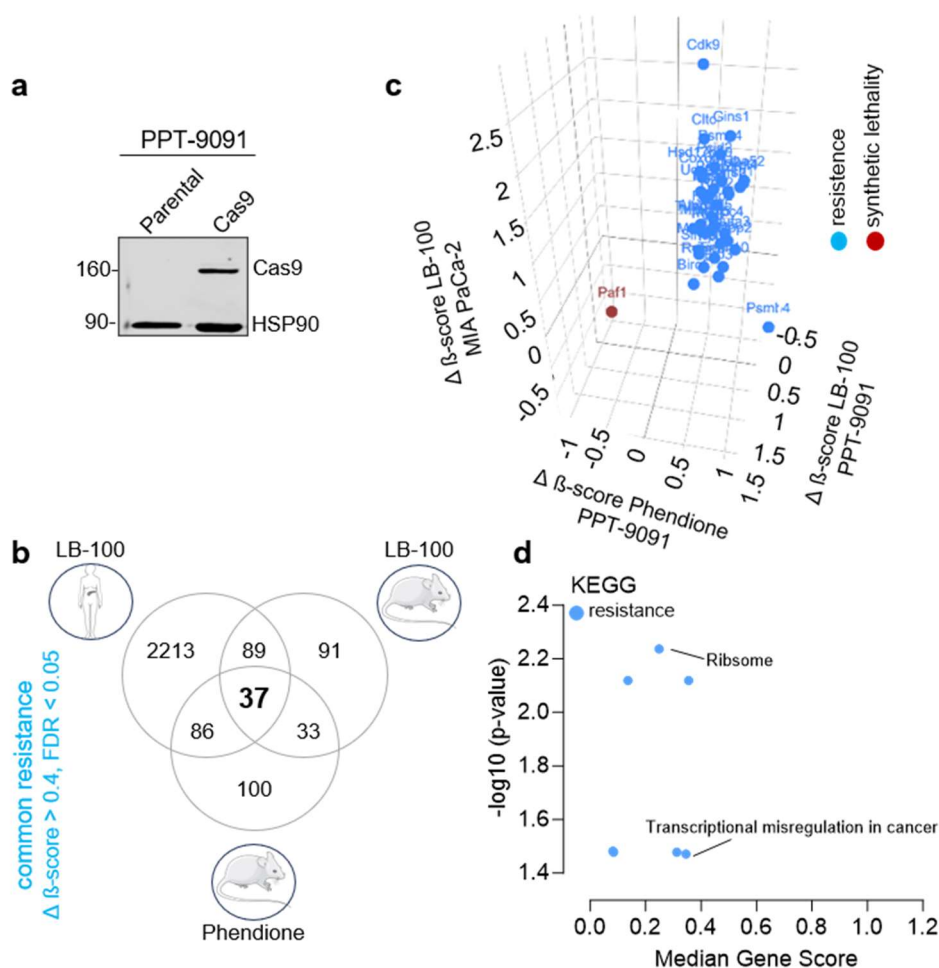 a
PPT-9091
Parental
Cas9
160-
Cas9
90-
HSP90
c
Cdk9
Gins1
Birc
Paf1
Psmt 4
2.5
2
1.5
1
0.5
0
-0.5
Δ ß-score LB-100
MIA PaCa-2
-1
-0.5
0
0.5
1
1.5
Δ ß-score Phendione
PPT-9091
-0.5
0
0.5
1
1.5
Δ ß-score LB-100
PPT-9091
resistence
synthetic lethality
b
LB-100
LB-100
2213
89
91
37
86
33
100
Phendione
common resistance
Δ ß-score > 0.4, FDR < 0.05
d
KEGG
resistance
2.4
2.2
2.0
1.8
1.6
1.4
-log10 (p-value)
Ribsome
Transcriptional misregulation in cancer
0.0 0.2 0.4 0.6 0.8 1.0 1.2
Median Gene Score